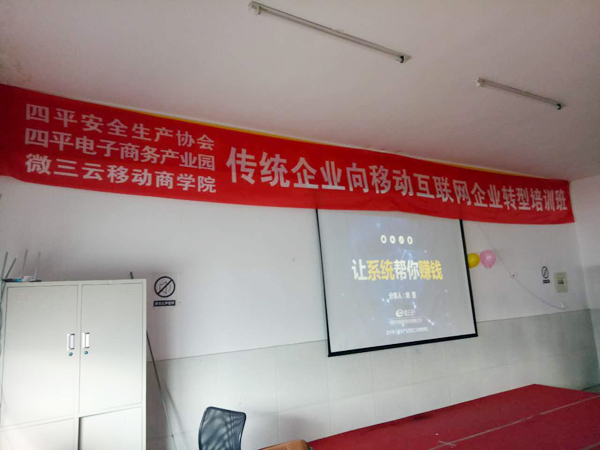 四平安全生产协会
四平电子商务产业园
微三云移动商学院
传统企业向移动互联网企业转型培训班
让系统帮你赚钱